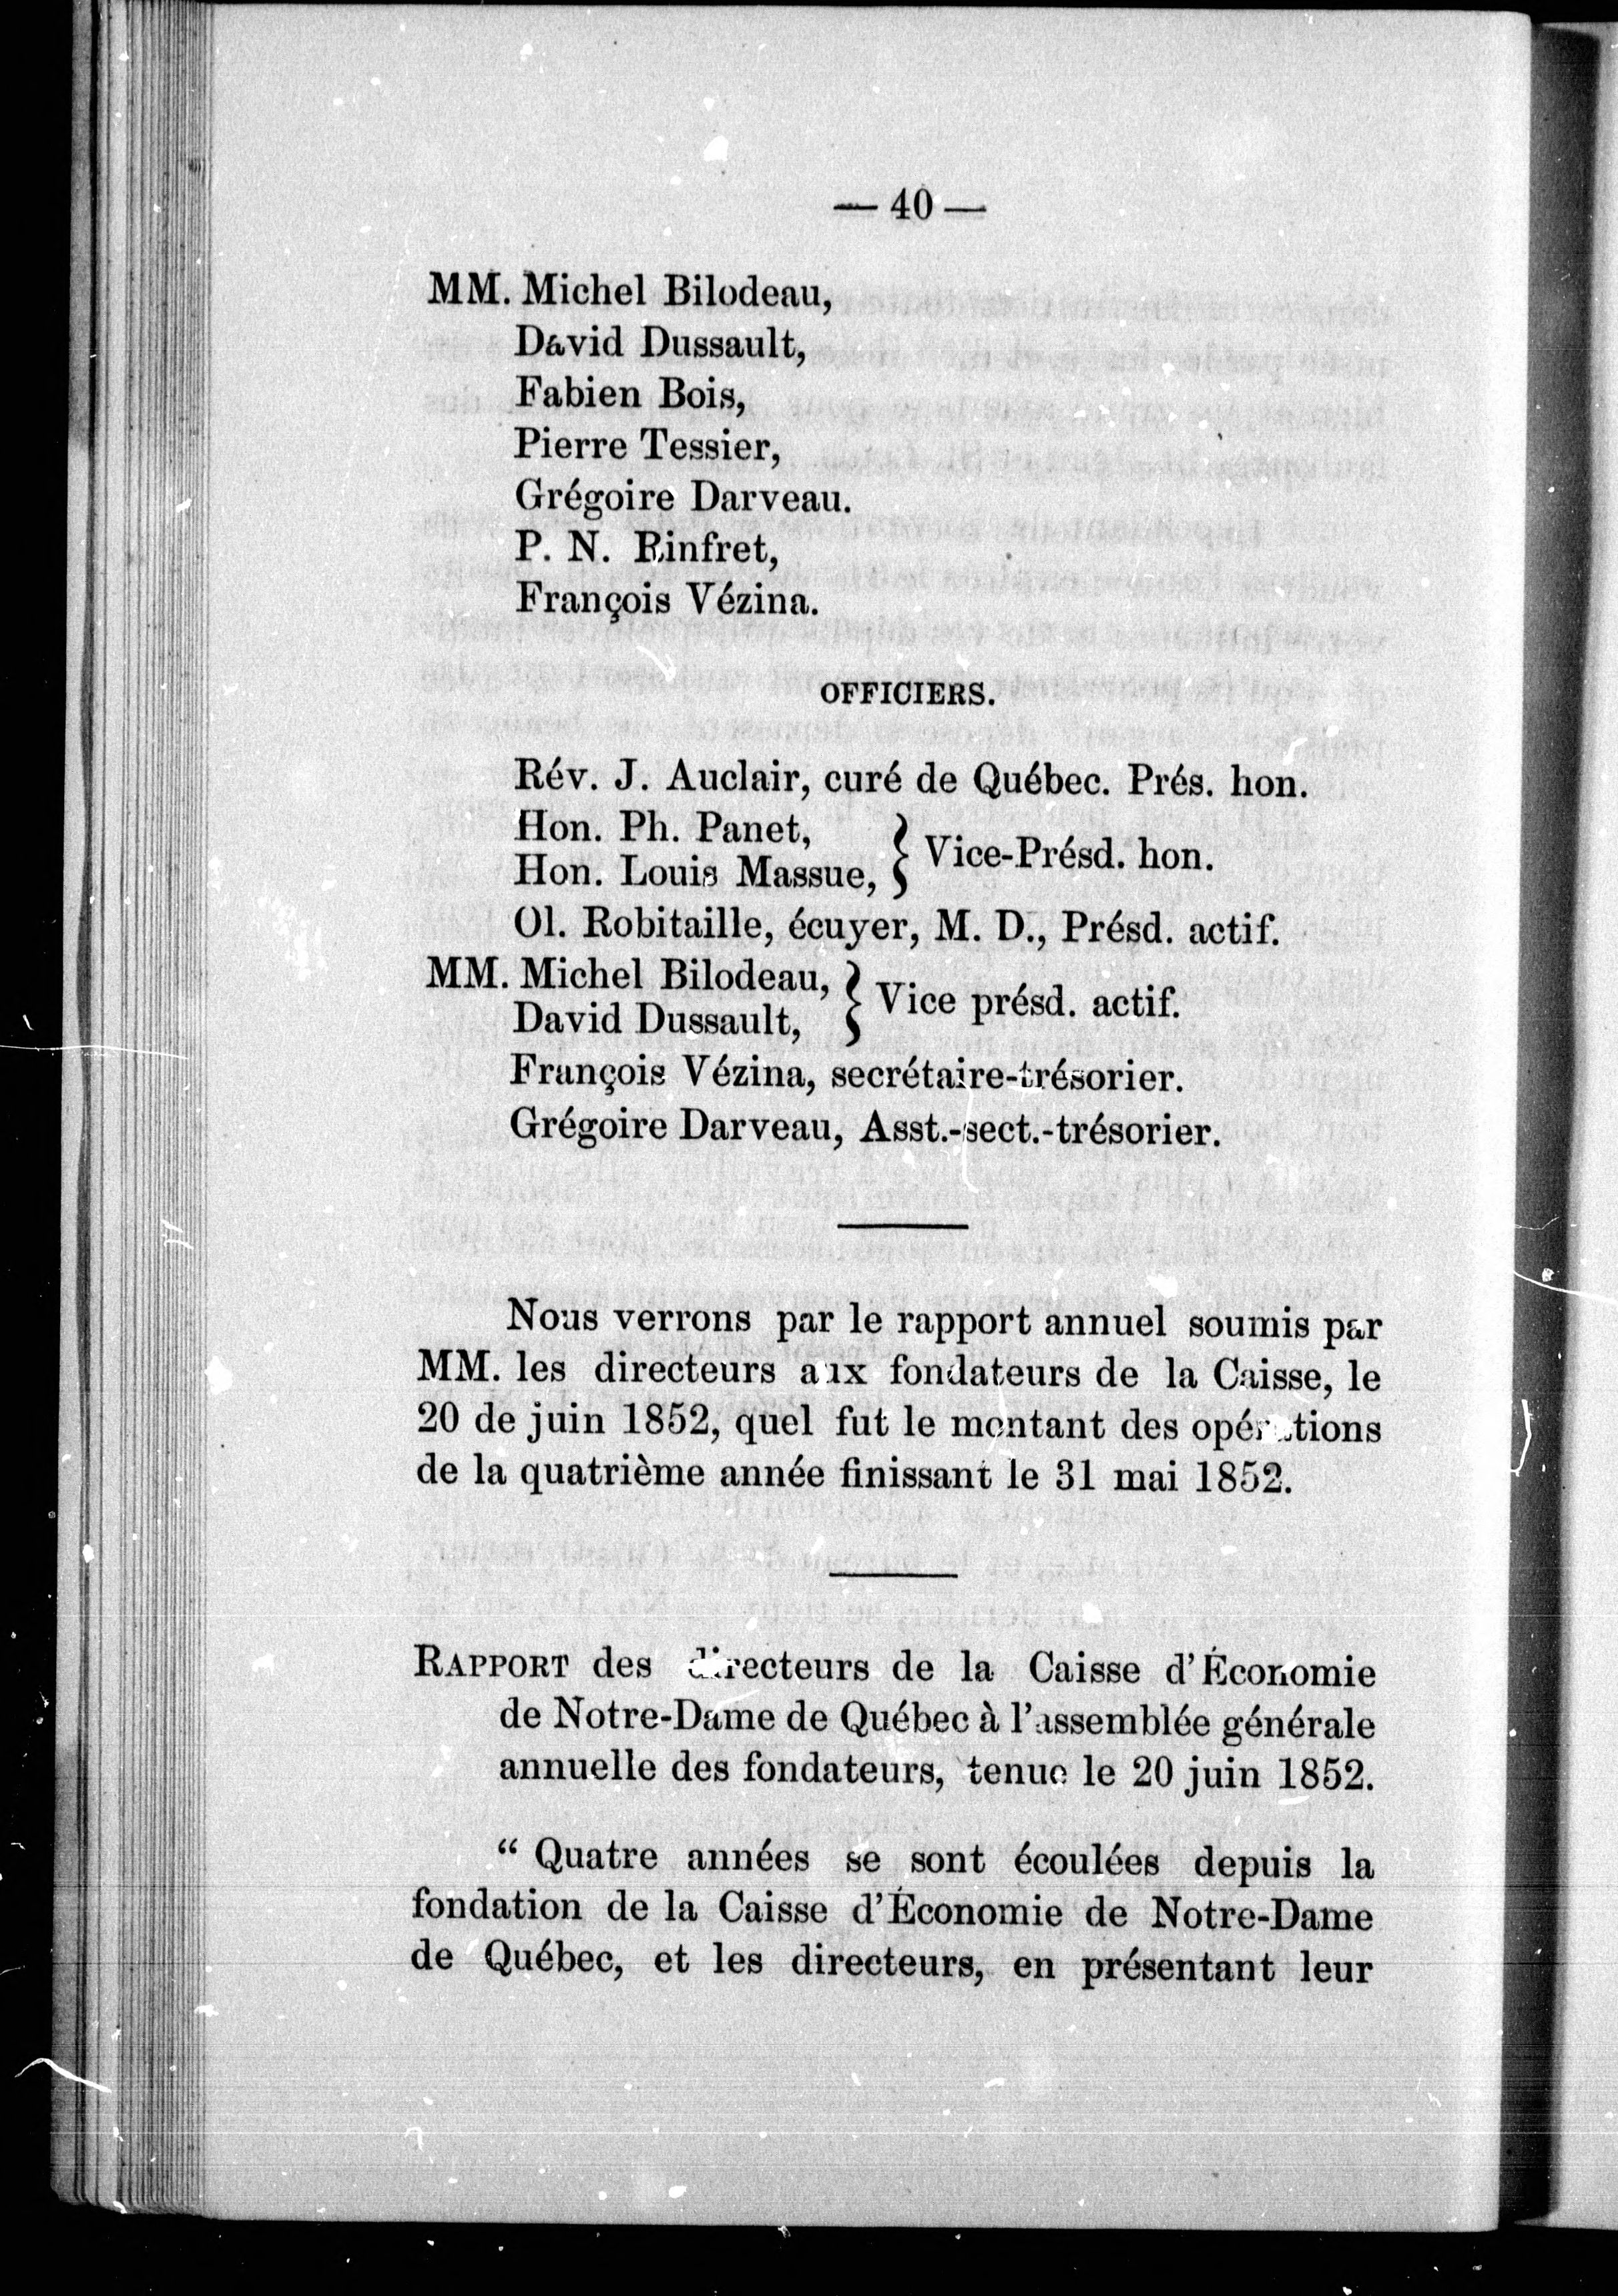 — 40 —
MM. Michel Bilodeau,
David Dussault,
Fabien Bois,
Pierre Tessier,
Grégoire Darveau.
P. N. Rinfret,
François Vézina.
OFFICIERS.
Rév. J. Auclair, curé de Québec. Prés. hon.
Hon. Ph. Panet,
Hon. Louis Massue, } Vice-Présd. hon.
Ol. Robitaille, écuyer, M. D., Présd. actif.
MM. Michel Bilodeau,
David Dussault, } Vice présd. actif.
François Vézina, secrétaire-trésorier.
Grégoire Darveau, Asst.-sect.-trésorier.
Nous verrons par le rapport annuel soumis par
MM. les directeurs aux fondateurs de la Caisse, le
20 de juin 1852, quel fut le montant des opérations
de la quatrième année finissant le 31 mai 1852.
RAPPORT des directeurs de la Caisse d'Économie
de Notre-Dame de Québec à l'assemblée générale
annuelle des fondateurs, tenue le 20 juin 1852.
“ Quatre années se sont écoulées depuis la
fondation de la Caisse d'Économie de Notre-Dame
de Québec, et les directeurs, en présentant leur